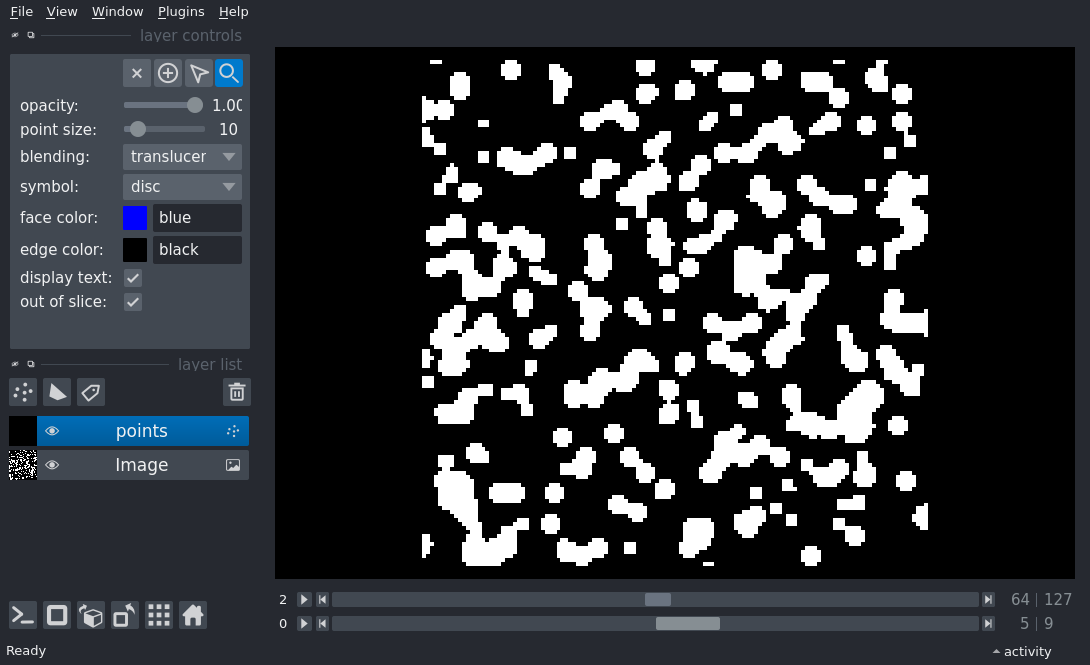 File View Window Plugins Help
layer controls
opacity: 1.00
point size: 10
blending: translucen
symbol: disc
face color: blue
edge color: black
display text:
out of slice:
layer list
points
Image
2 64 | 127
0 5 | 9
Ready activity